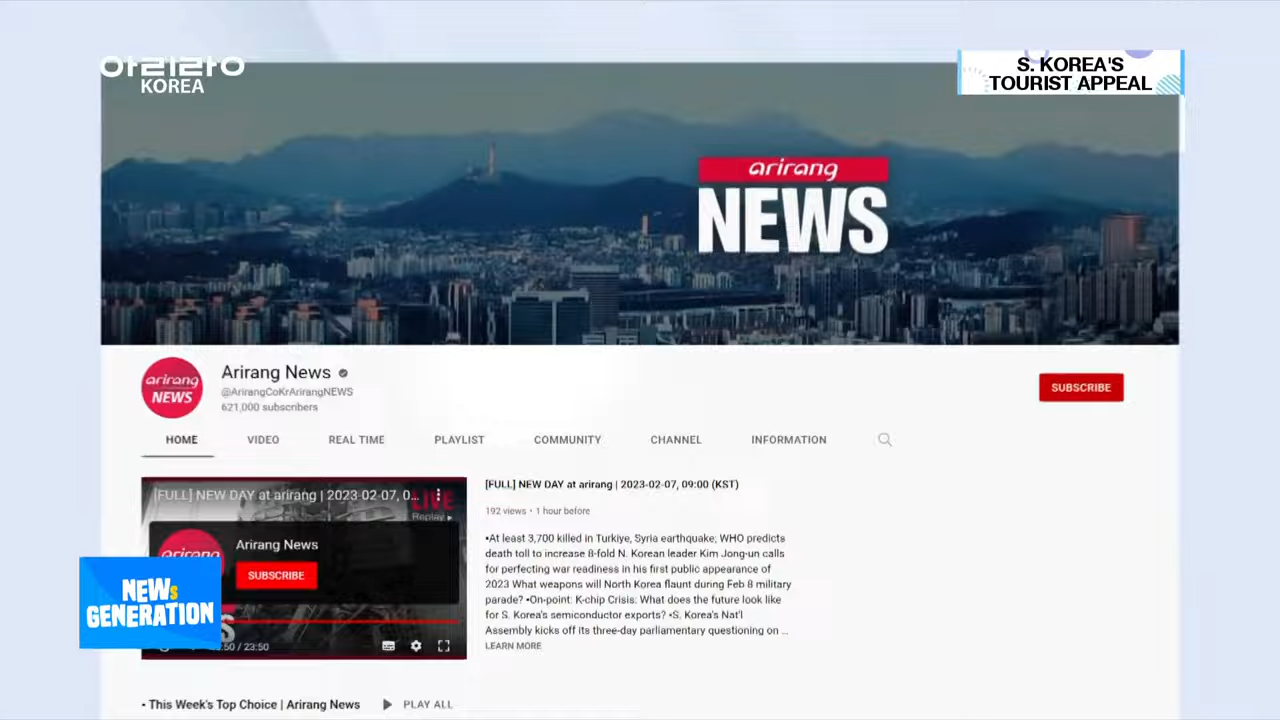 아리랑
KOREA
S. KOREA'S
TOURIST APPEAL
arirang
NEWS
arirang
NEWS
Arirang News
@ArirangCoKrArirangNEWS
621,000 subscribers
SUBSCRIBE
HOME VIDEO REAL TIME PLAYLIST COMMUNITY CHANNEL INFORMATION
[FULL] NEW DAY at arirang | 2023-02-07, 0...
LIVE
Replay
arirang
Arirang News
SUBSCRIBE
NEWs
GENERATION
/ 23:50
[FULL] NEW DAY at arirang | 2023-02-07, 09:00 (KST)
192 views • 1 hour before
•At least 3,700 killed in Turkiye, Syria earthquake; WHO predicts
death toll to increase 8-fold N. Korean leader Kim Jong-un calls
for perfecting war readiness in his first public appearance of
2023 What weapons will North Korea flaunt during Feb 8 military
parade? •On-point: K-chip Crisis: What does the future look like
for S. Korea's semiconductor exports? •S. Korea's Nat'l
Assembly kicks off its three-day parliamentary questioning on ...
LEARN MORE
• This Week's Top Choice | Arirang News PLAY ALL